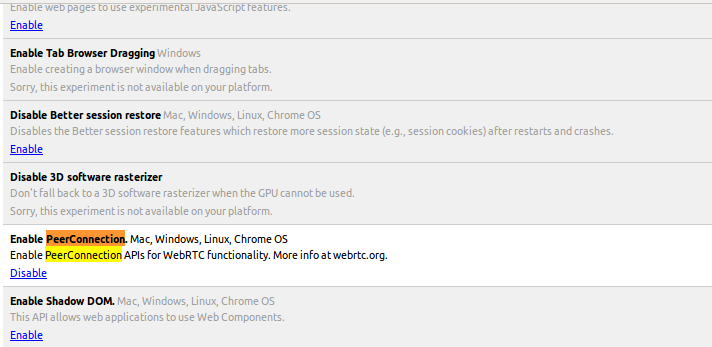 Enable web pages to use experimental JavaScript features.
Enable
Enable Tab Browser Dragging Windows
Enable creating a browser window when dragging tabs.
Sorry, this experiment is not available on your platform.
Disable Better session restore Mac, Windows, Linux, Chrome OS
Disables the Better session restore features which restore more session state (e.g., session cookies) after restarts and crashes.
Enable
Disable 3D software rasterizer
Don't fall back to a 3D software rasterizer when the GPU cannot be used.
Sorry, this experiment is not available on your platform.
Enable PeerConnection. Mac, Windows, Linux, Chrome OS
Enable PeerConnection APIs for WebRTC functionality. More info at webrtc.org.
Disable
Enable Shadow DOM. Mac, Windows, Linux, Chrome OS
This API allows web applications to use Web Components.
Enable